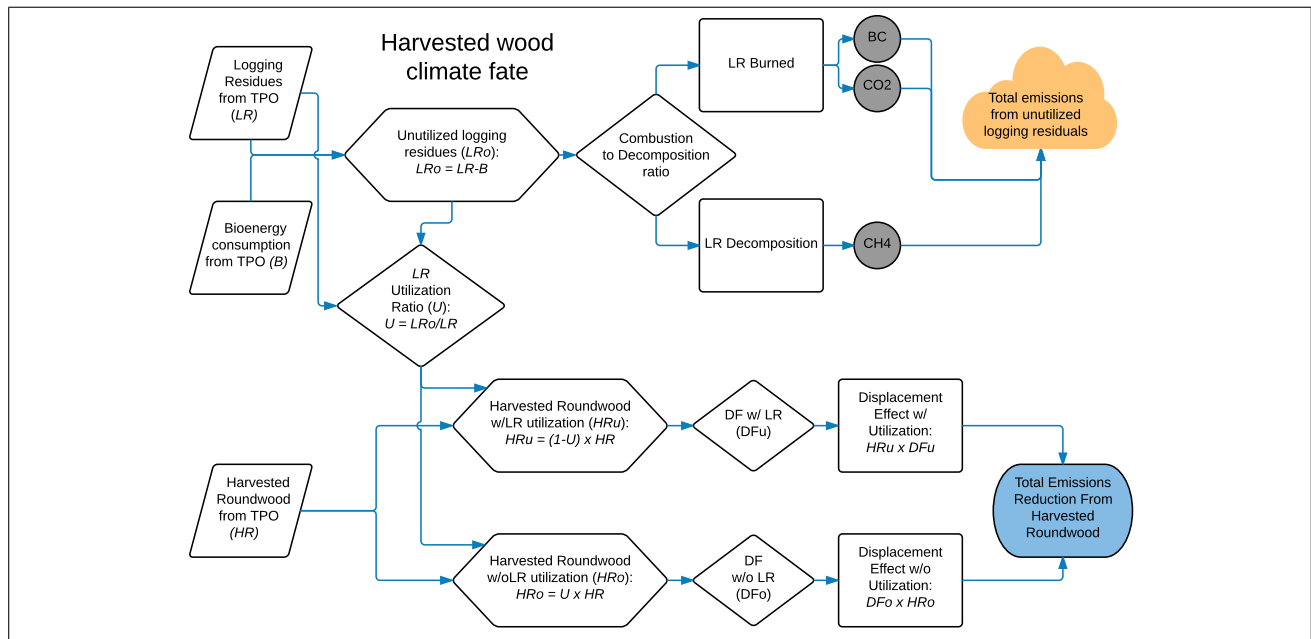 Harvested wood
climate fate
Logging
Residues
from TPO
(LR)
Bioenergy
consumption
from TPO (B)
Unutilized logging
residues (LRo):
LRo = LR-B
Combustion
to Decomposition
ratio
LR Burned
BC
CO2
LR Decomposition
CH4
Total emissions
from unutilized
logging residuals
LR
Utilization
Ratio (U):
U = LRo/LR
Harvested
Roundwood
from TPO
(HR)
Harvested Roundwood
w/LR utilization (HRu):
HRu = (1-U) x HR
DF w/ LR
(DFu)
Displacement
Effect w/
Utilization:
HRu x DFu
Harvested Roundwood
w/oLR utilization (HRo):
HRo = U x HR
DF
w/o LR
(DFo)
Displacement
Effect w/o
Utilization:
DFo x HRo
Total Emissions
Reduction From
Harvested
Roundwood